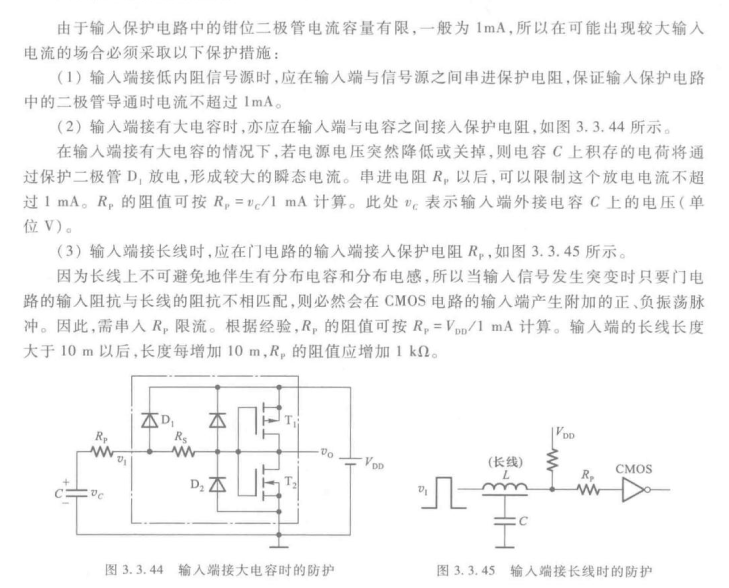 由于输入保护电路中的钳位二极管电流容量有限,一般为 1mA,所以在可能出现较大输入
电流的场合必须采取以下保护措施:
(1) 输入端接低内阻信号源时,应在输入端与信号源之间串进保护电阻,保证输入保护电路
中的二极管导通时电流不超过 1mA。
(2) 输入端接有大电容时,亦应在输入端与电容之间接入保护电阻,如图 3.3.44 所示。
在输入端接有大电容的情况下,若电源电压突然降低或关掉,则电容 C 上积存的电荷将通
过保护二极管 D₁ 放电,形成较大的瞬态电流。串进电阻 Rₚ 以后,可以限制这个放电电流不超
过 1 mA。Rₚ 的阻值可按 Rₚ = v_C/1 mA 计算。此处 v_C 表示输入端外接电容 C 上的电压(单
位 V)。
(3) 输入端接长线时,应在门电路的输入端接入保护电阻 Rₚ,如图 3.3.45 所示。
因为长线上不可避免地伴生有分布电容和分布电感,所以当输入信号发生突变时只要门电
路的输入阻抗与长线的阻抗不相匹配,则必然会在 CMOS 电路的输入端产生附加的正、负振荡脉
冲。因此,需串入 Rₚ 限流。根据经验,Rₚ 的阻值可按 Rₚ = V_DD/1 mA 计算。输入端的长线长度
大于 10 m 以后,长度每增加 10 m,Rₚ 的阻值应增加 1 kΩ。
D₁
T₁
Rₚ
v_I
R_S
v_O
V_DD
D₂
T₂
+
C
v_C
−
图 3.3.44 输入端接大电容时的防护
V_DD
(长线)
L
Rₚ
CMOS
v_I
C
图 3.3.45 输入端接长线时的防护